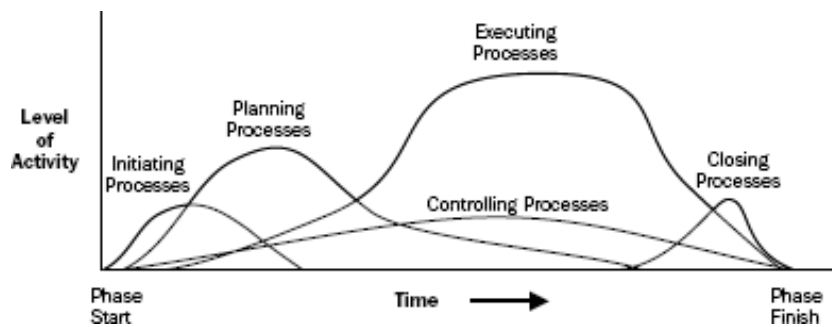 Executing
Processes
Planning
Processes
Level
of
Activity
Initiating
Processes
Closing
Processes
Controlling Processes
Phase
Start
Time
Phase
Finish